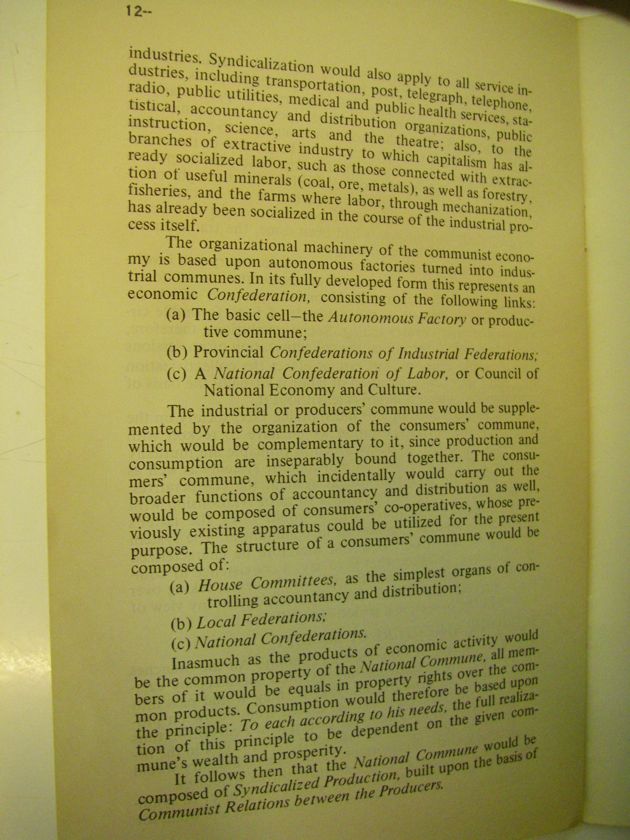 12--
industries. Syndicalization would also apply to all service in-
dustries, including transportation, post, telegraph, telephone,
radio, public utilities, medical and public health services, sta-
tistical, accountancy and distribution organizations, public
instruction, science, arts and the theatre; also, to the
branches of extractive industry to which capitalism has al-
ready socialized labor, such as those connected with extrac-
tion of useful minerals (coal, ore, metals), as well as forestry,
fisheries, and the farms where labor, through mechanization,
has already been socialized in the course of the industrial pro-
cess itself.
The organizational machinery of the communist econo-
my is based upon autonomous factories turned into indus-
trial communes. In its fully developed form this represents an
economic Confederation, consisting of the following links:
(a) The basic cell—the Autonomous Factory or produc-
tive commune;
(b) Provincial Confederations of Industrial Federations;
(c) A National Confederation of Labor, or Council of
National Economy and Culture.
The industrial or producers' commune would be supple-
mented by the organization of the consumers' commune,
which would be complementary to it, since production and
consumption are inseparably bound together. The consu-
mers' commune, which incidentally would carry out the
broader functions of accountancy and distribution as well,
would be composed of consumers' co-operatives, whose pre-
viously existing apparatus could be utilized for the present
purpose. The structure of a consumers' commune would be
composed of:
(a) House Committees, as the simplest organs of con-
trolling accountancy and distribution;
(b) Local Federations;
(c) National Confederations.
Inasmuch as the products of economic activity would
be the common property of the National Commune, all mem-
bers of it would be equals in property rights over the com-
mon products. Consumption would therefore be based upon
the principle: To each according to his needs, the full realiza-
tion of this principle to be dependent on the given com-
mune's wealth and prosperity.
It follows then that the National Commune would be
composed of Syndicalized Production, built upon the basis of
Communist Relations between the Producers.